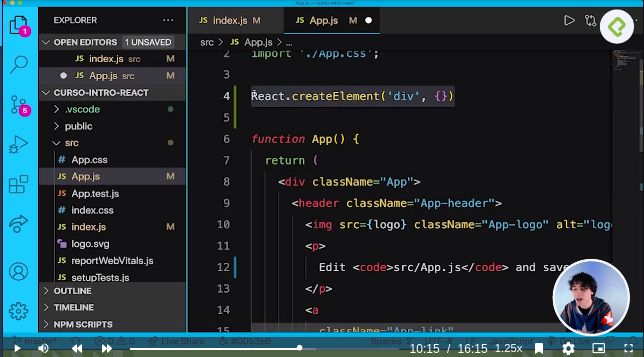 App.js — curso-intro-react
EXPLORER
OPEN EDITORS 1 UNSAVED
JS index.js src M
JS App.js src M
CURSO-INTRO-REACT
.vscode
public
src
# App.css
JS App.js M
JS App.test.js
# index.css
JS index.js M
logo.svg
JS reportWebVitals.js
JS setupTests.js
OUTLINE
TIMELINE
NPM SCRIPTS
1
5
JS index.js M
JS App.js M
src > JS App.js > ...
2 import './App.css';
3
4 React.createElement('div', {})
5
6 function App() {
7 return (
8 <div className="App">
9 <header className="App-header">
10 <img src={logo} className="App-logo" alt="logo
11 <p>
12 Edit <code>src/App.js</code> and save
13 </p>
14 <a
15 className="App-link"
master*
Live Share
#00b3e6
Spaces: 2
UTF-8
10:15 / 16:15 1.25x